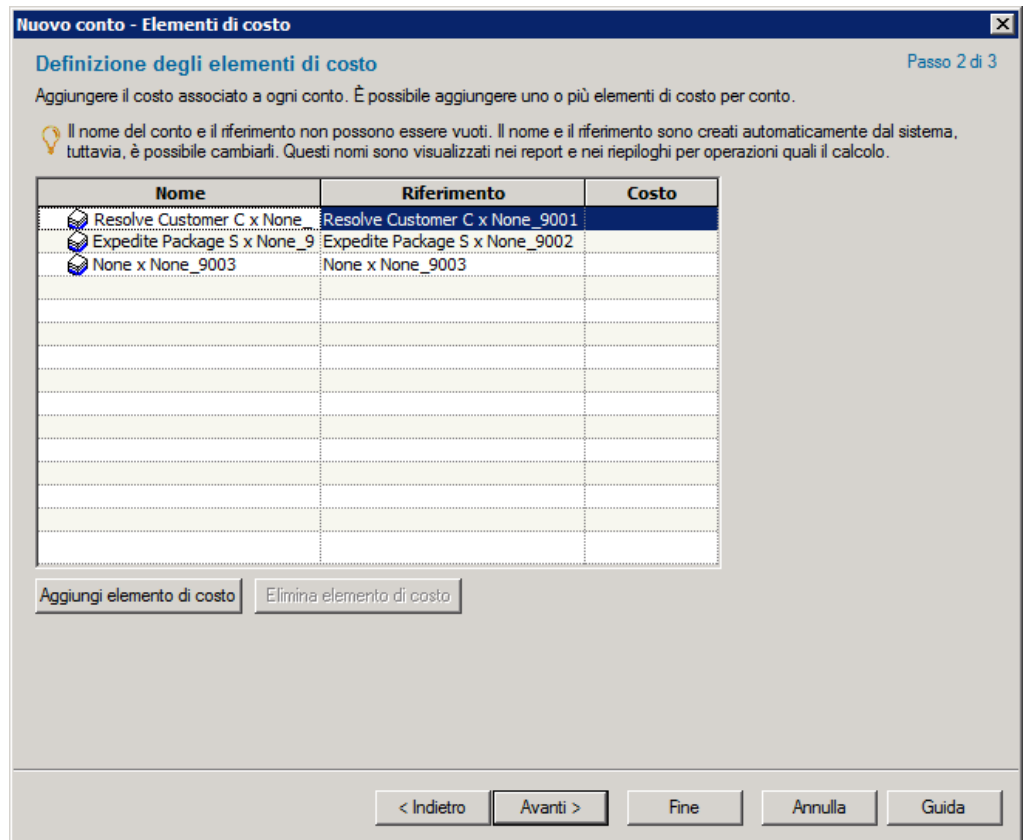 Nuovo conto - Elementi di costo
Definizione degli elementi di costo
Passo 2 di 3
Aggiungere il costo associato a ogni conto. È possibile aggiungere uno o più elementi di costo per conto.
Il nome del conto e il riferimento non possono essere vuoti. Il nome e il riferimento sono creati automaticamente dal sistema,
tuttavia, è possibile cambiarli. Questi nomi sono visualizzati nei report e nei riepiloghi per operazioni quali il calcolo.
Nome Riferimento Costo
Resolve Customer C x None_ Resolve Customer C x None_9001
Expedite Package S x None_9 Expedite Package S x None_9002
None x None_9003 None x None_9003
Aggiungi elemento di costo Elimina elemento di costo
< Indietro Avanti > Fine Annulla Guida